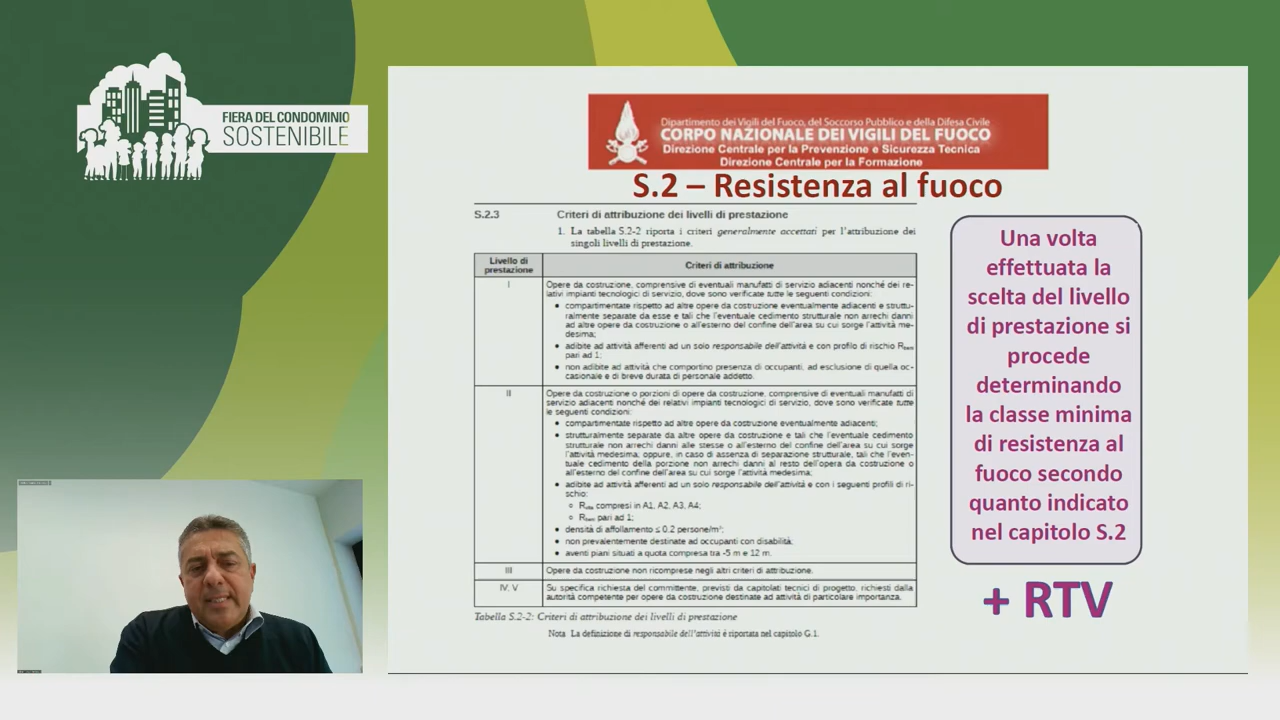 FIERA DEL CONDOMINIO
SOSTENIBILE
Dipartimento dei Vigili del Fuoco, del Soccorso Pubblico e della Difesa Civile
CORPO NAZIONALE DEI VIGILI DEL FUOCO
Direzione Centrale per la Prevenzione e Sicurezza Tecnica
Direzione Centrale per la Formazione
S.2 – Resistenza al fuoco
S.2.3 Criteri di attribuzione dei livelli di prestazione
1. La tabella S.2-2 riporta i criteri generalmente accettati per l'attribuzione dei
singoli livelli di prestazione.
Livello di
prestazione
Criteri di attribuzione
I
Opere da costruzione, comprensive di eventuali manufatti di servizio adiacenti nonché dei re-
lativi impianti tecnologici di servizio, dove sono verificate tutte le seguenti condizioni:
• compartimentate rispetto ad altre opere da costruzione eventualmente adiacenti e struttu-
ralmente separate da esse e tali che l'eventuale cedimento strutturale non arrechi danni
ad altre opere da costruzione o all'esterno del confine dell'area su cui sorge l'attività me-
desima;
• adibite ad attività afferenti ad un solo responsabile dell'attività e con profilo di rischio Rbeni
pari ad 1;
• non adibite ad attività che comportino presenza di occupanti, ad esclusione di quella oc-
casionale e di breve durata di personale addetto.
II
Opere da costruzione o porzioni di opere da costruzione, comprensive di eventuali manufatti di
servizio adiacenti nonché dei relativi impianti tecnologici di servizio, dove sono verificate tutte
le seguenti condizioni:
• compartimentate rispetto ad altre opere da costruzione eventualmente adiacenti;
• strutturalmente separate da altre opere da costruzione e tali che l'eventuale cedimento
strutturale non arrechi danni alle stesse o all'esterno del confine dell'area su cui sorge
l'attività medesima; oppure, in caso di assenza di separazione strutturale, tali che l'even-
tuale cedimento della porzione non arrechi danni al resto dell'opera da costruzione o
all'esterno del confine dell'area su cui sorge l'attività medesima;
• adibite ad attività afferenti ad un solo responsabile dell'attività e con i seguenti profili di ri-
schio:
○ Rvita compresi in A1, A2, A3, A4;
○ Rbeni pari ad 1;
• densità di affollamento ≤ 0.2 persone/m²;
• non prevalentemente destinate ad occupanti con disabilità;
• aventi piani situati a quota compresa tra -5 m e 12 m.
III
Opere da costruzione non ricomprese negli altri criteri di attribuzione.
IV, V
Su specifica richiesta del committente, previsti da capitolati tecnici di progetto, richiesti dalla
autorità competente per opere da costruzione destinate ad attività di particolare importanza.
Tabella S.2-2: Criteri di attribuzione dei livelli di prestazione
Nota La definizione di responsabile dell'attività è riportata nel capitolo G.1.
Una volta
effettuata la
scelta del livello
di prestazione si
procede
determinando
la classe minima
di resistenza al
fuoco secondo
quanto indicato
nel capitolo S.2
+ RTV